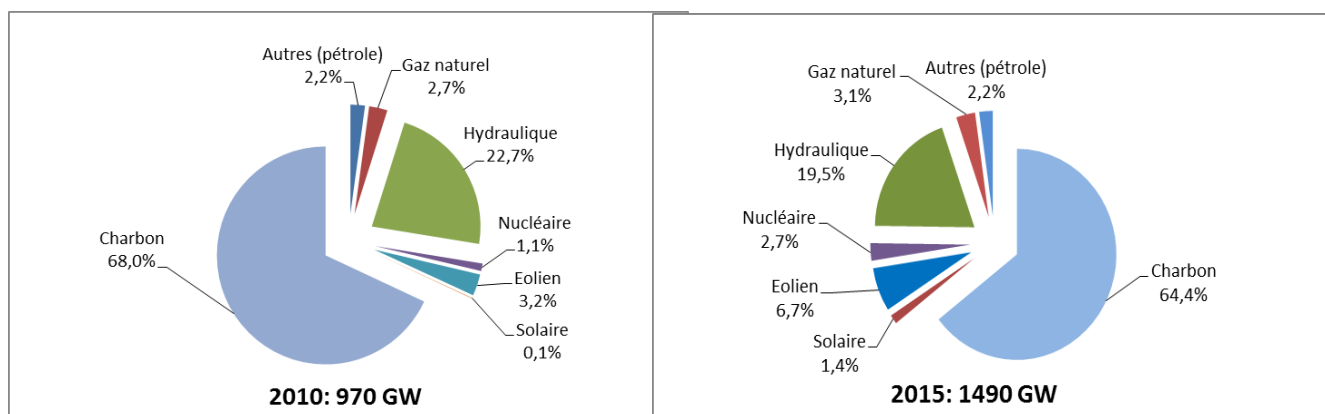 Autres (pétrole)
2,2%
Gaz naturel
2,7%
Hydraulique
22,7%
Nucléaire
1,1%
Eolien
3,2%
Solaire
0,1%
Charbon
68,0%
2010: 970 GW
Autres (pétrole)
2,2%
Gaz naturel
3,1%
Hydraulique
19,5%
Nucléaire
2,7%
Eolien
6,7%
Solaire
1,4%
Charbon
64,4%
2015: 1490 GW